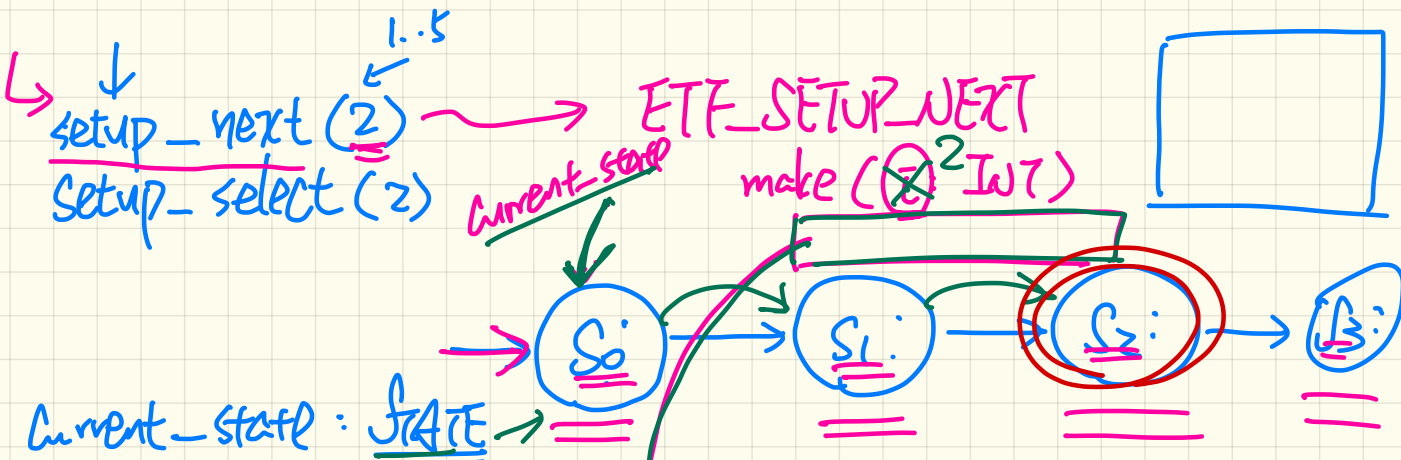 1..5
setup_next (2)
ETF_SETUP_NEXT
make (i 2 INT)
setup_select (2)
current_state
S0
S1
S2
S3
current_state : STATE